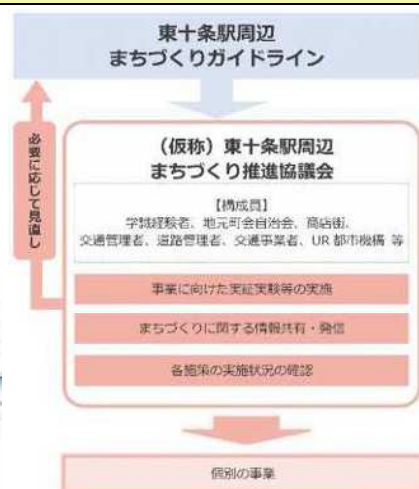 東十条駅周辺
まちづくりガイドライン
必要に応じて見直し
（仮称）東十条駅周辺
まちづくり推進協議会
【構成員】
学識経験者、地元町会自治会、商店街、
交通管理者、道路管理者、交通事業者、UR 都市機構 等
事業に向けた実証実験等の実施
まちづくりに関する情報共有・発信
各施策の実施状況の確認
個別の事業